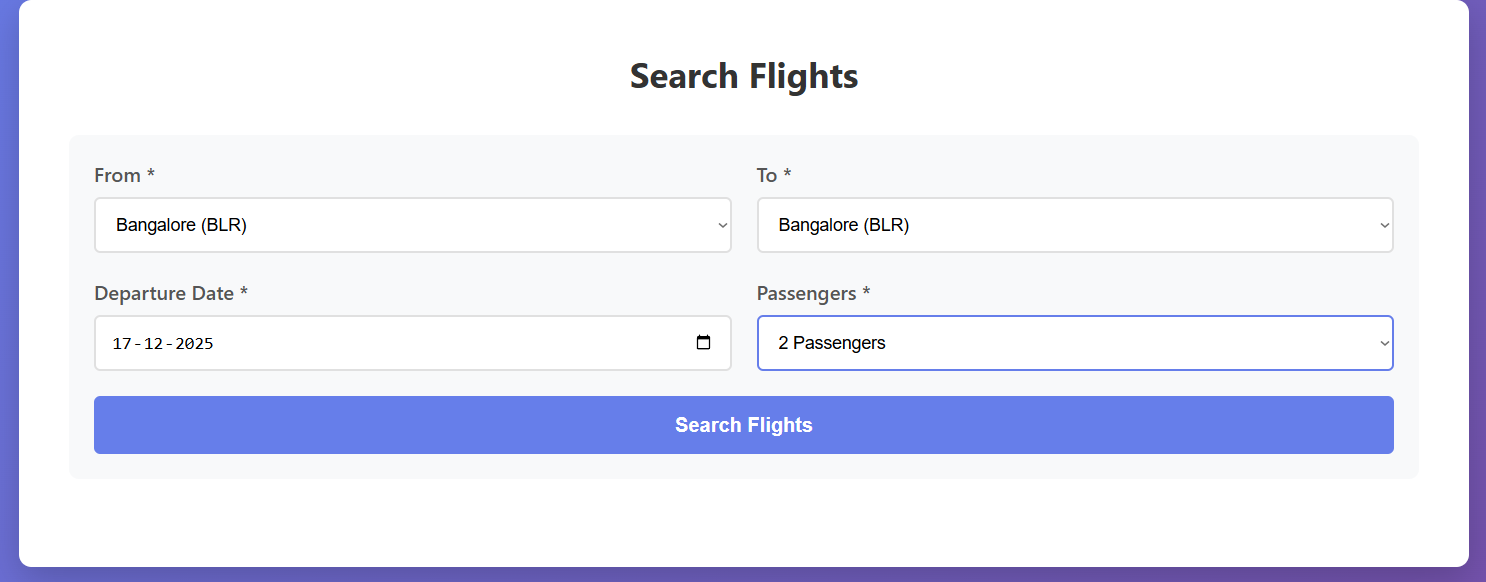 Search Flights
From *
To *
Bangalore (BLR)
Bangalore (BLR)
Departure Date *
Passengers *
17-12-2025
2 Passengers
Search Flights